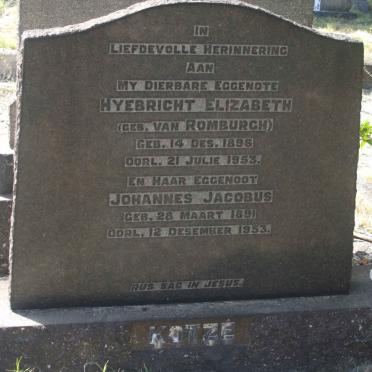 IN
LIEFDEVOLLE HERINNERING
AAN
MY DIERBARE EGGENOTE
HYEBRICHT ELIZABETH
(GEB. VAN ROMBURGH)
GEB. 14 DES. 1896
OORL. 21 JULIE 1953.
EN HAAR EGGENOOT
JOHANNES JACOBUS
GEB. 28 MAART 1891
OORL. 12 DESEMBER 1953.
RUS SAG IN JESUS.
KOTZÉ